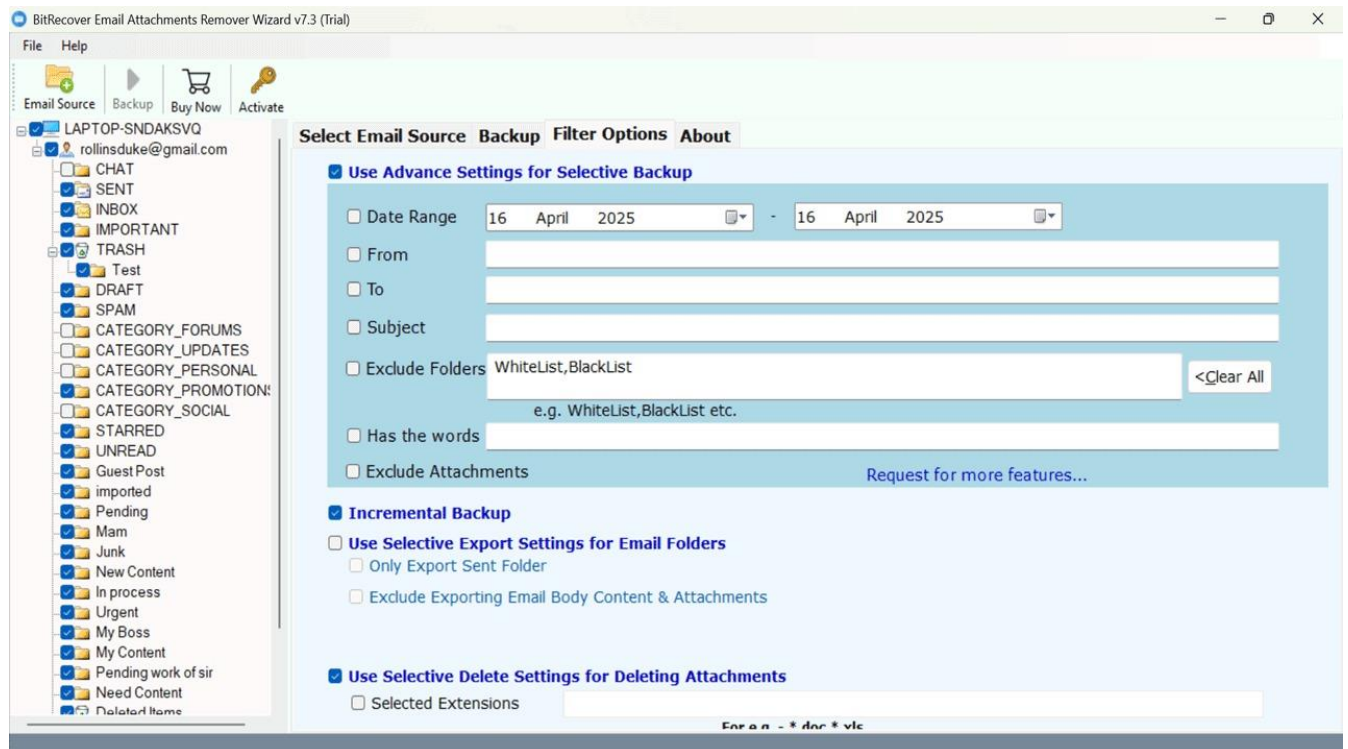 BitRecover Email Attachments Remover Wizard v7.3 (Trial)
File Help
Email Source Backup Buy Now Activate
LAPTOP-SNDAKSVQ
rollinsduke@gmail.com
CHAT
SENT
INBOX
IMPORTANT
TRASH
Test
DRAFT
SPAM
CATEGORY_FORUMS
CATEGORY_UPDATES
CATEGORY_PERSONAL
CATEGORY_PROMOTIONS
CATEGORY_SOCIAL
STARRED
UNREAD
Guest Post
imported
Pending
Mam
Junk
New Content
In process
Urgent
My Boss
My Content
Pending work of sir
Need Content
Deleted Items
Select Email Source Backup Filter Options About
Use Advance Settings for Selective Backup
Date Range 16 April 2025 - 16 April 2025
From
To
Subject
Exclude Folders WhiteList,BlackList <Clear All
e.g. WhiteList,BlackList etc.
Has the words
Exclude Attachments Request for more features...
Incremental Backup
Use Selective Export Settings for Email Folders
Only Export Sent Folder
Exclude Exporting Email Body Content & Attachments
Use Selective Delete Settings for Deleting Attachments
Selected Extensions
For e.g. - *.doc *.xls